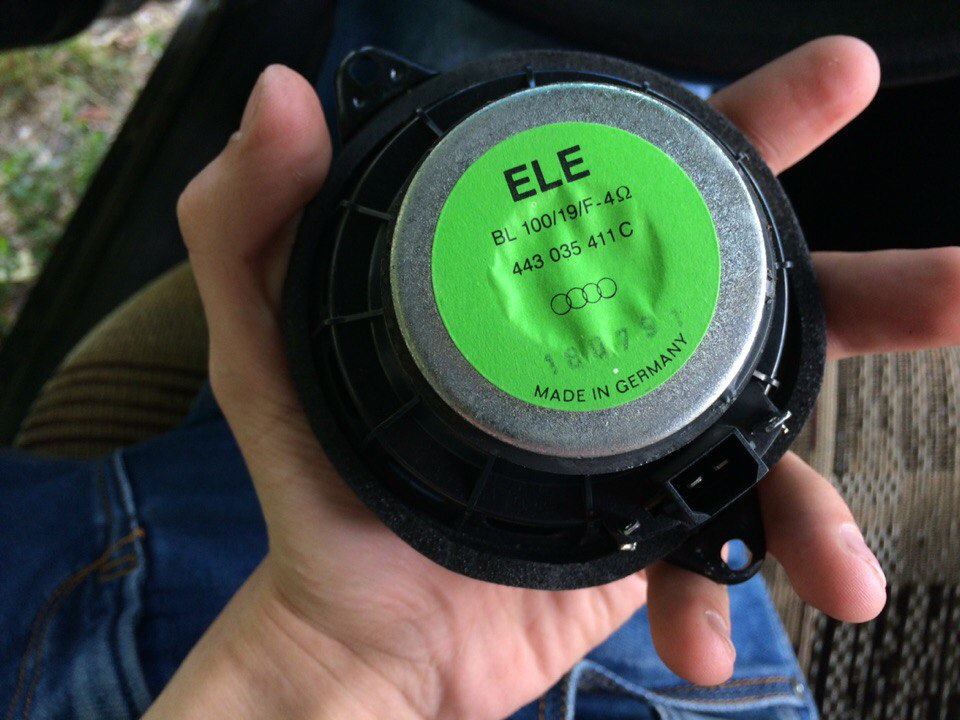 ELE
BL 100/19/F-4Ω
443 035 411 C
180791
MADE IN GERMANY